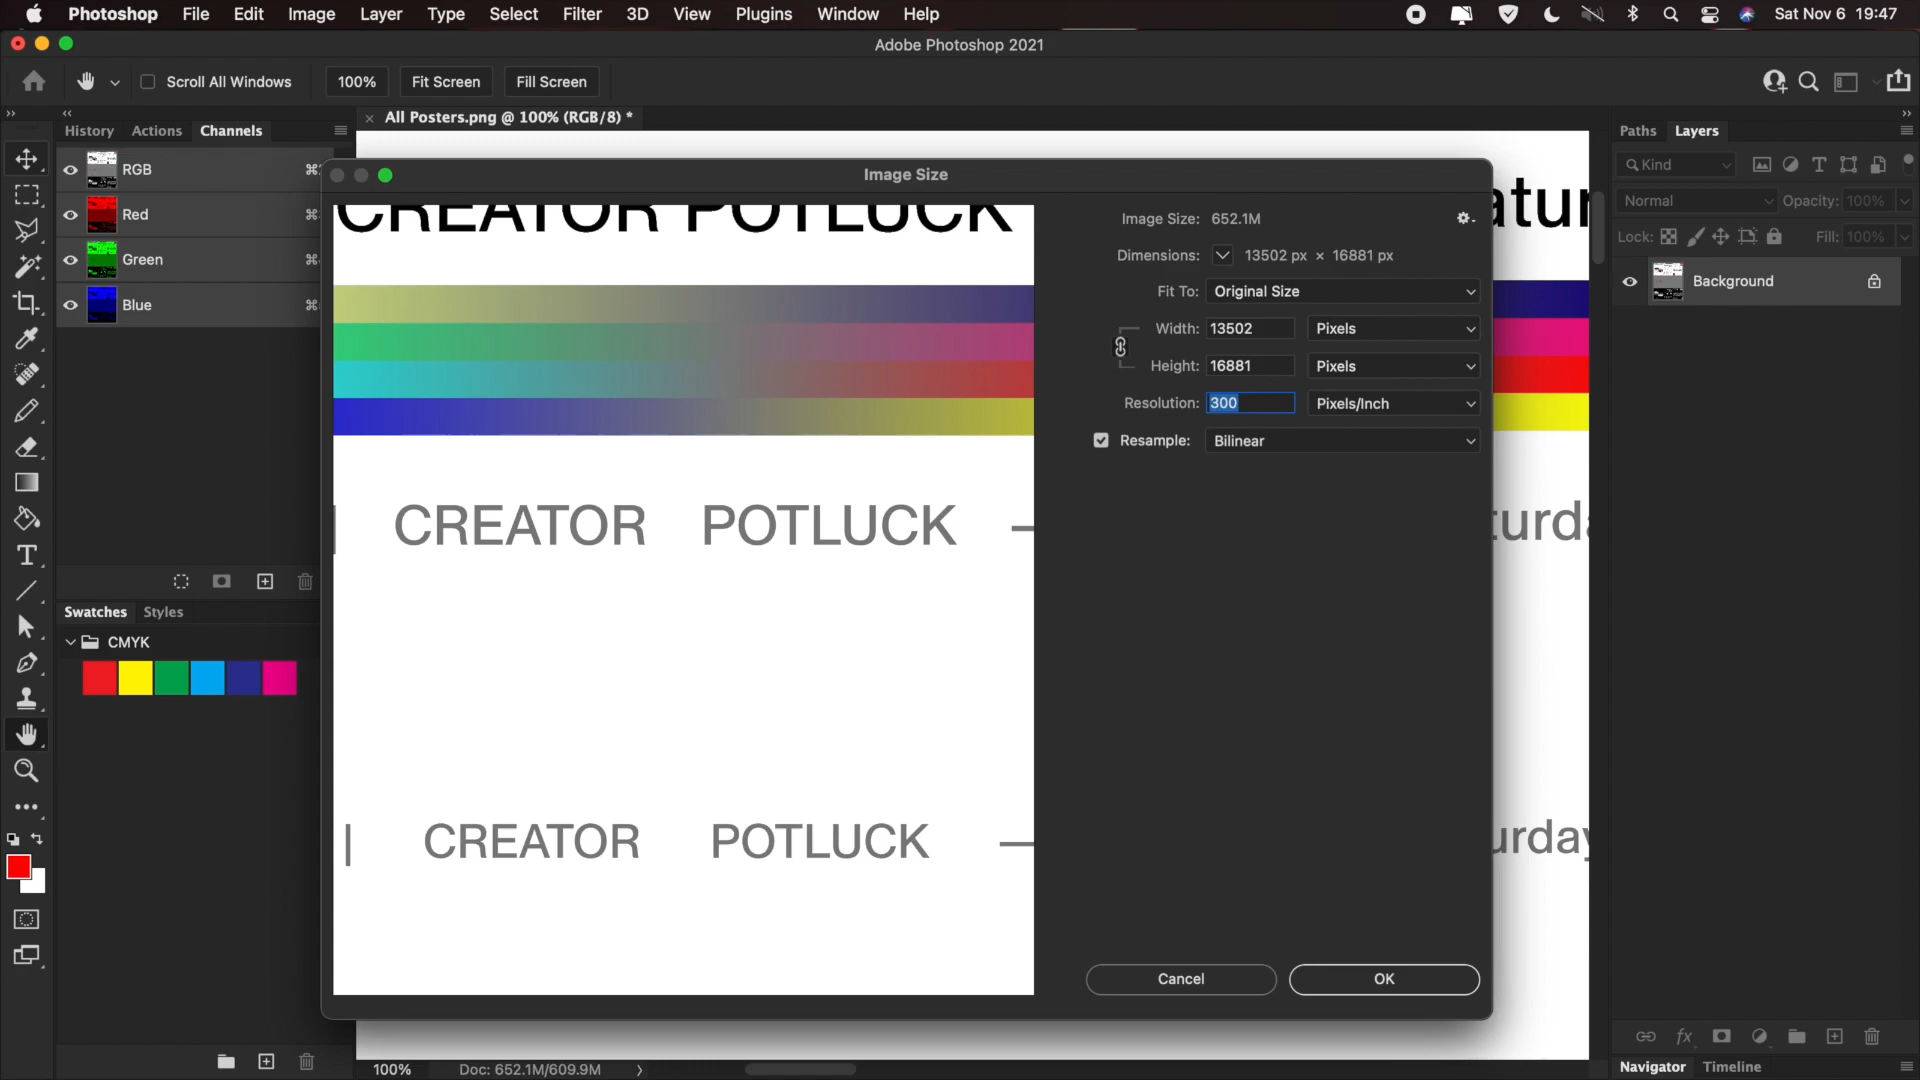 Photoshop File Edit Image Layer Type Select Filter 3D View Plugins Window Help Sat Nov 6 19:47
Adobe Photoshop 2021
Scroll All Windows 100% Fit Screen Fill Screen
All Posters.png @ 100% (RGB/8) *
History Actions Channels
RGB
Red
Green
Blue
Swatches Styles
CMYK
Image Size
CREATOR POTLUCK
CREATOR POTLUCK —
| CREATOR POTLUCK —
Image Size: 652.1M
Dimensions: 13502 px × 16881 px
Fit To: Original Size
Width: 13502 Pixels
Height: 16881 Pixels
Resolution: 300 Pixels/Inch
Resample: Bilinear
Cancel OK
atur
turda
urday
Paths Layers
Kind
Normal Opacity: 100%
Lock: Fill: 100%
Background
100% Doc: 652.1M/609.9M
Navigator Timeline